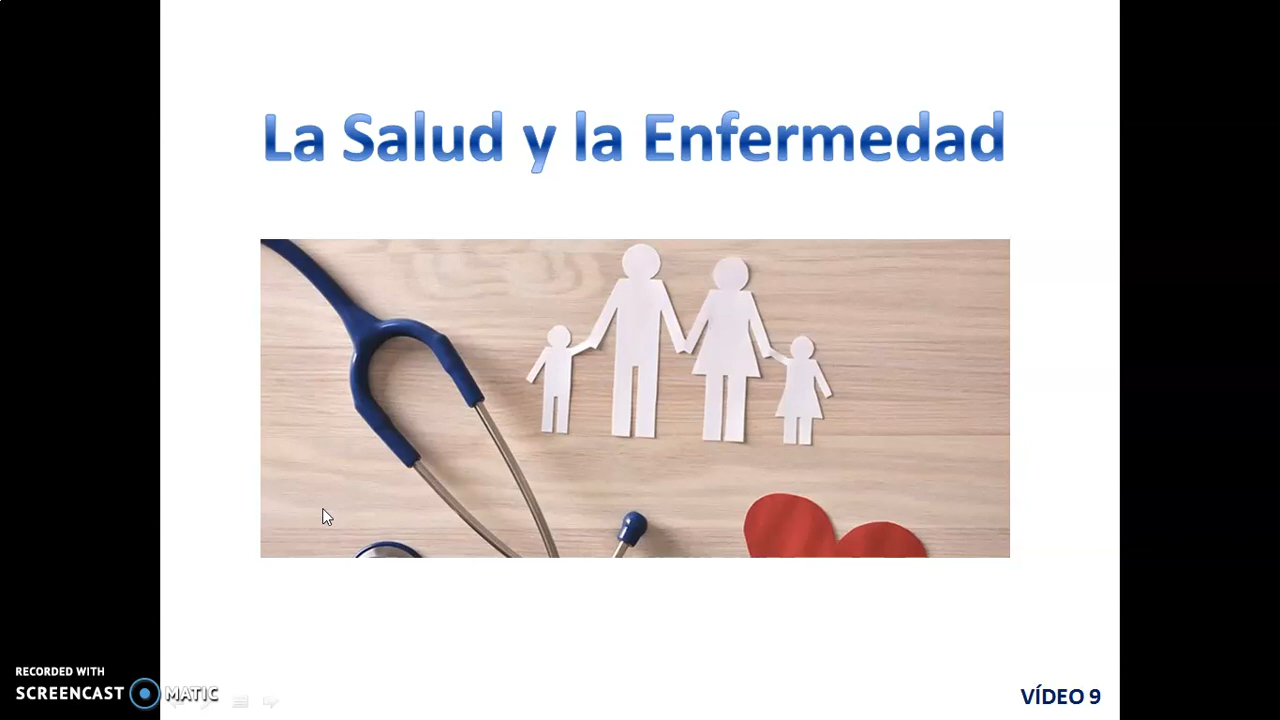 La Salud y la Enfermedad
RECORDED WITH
SCREENCAST MATIC
VÍDEO 9